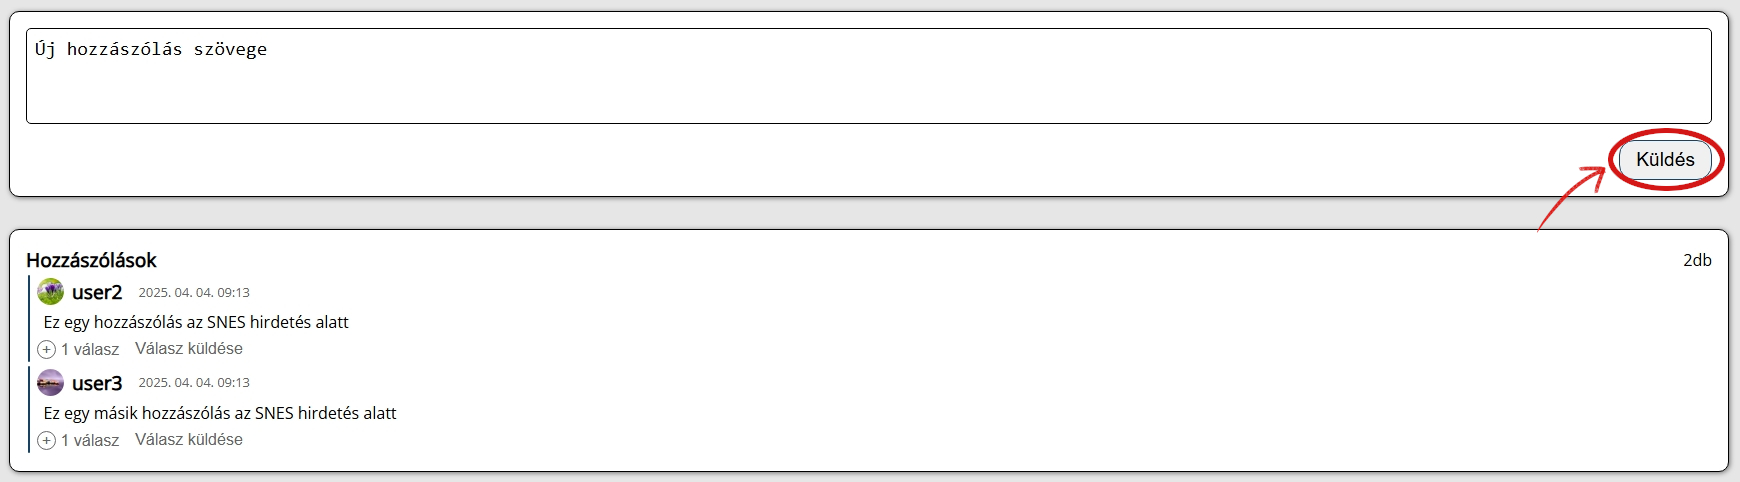 Új hozzászólás szövege
Küldés
Hozzászólások 2db
user2 2025. 04. 04. 09:13
Ez egy hozzászólás az SNES hirdetés alatt
1 válasz Válasz küldése
user3 2025. 04. 04. 09:13
Ez egy másik hozzászólás az SNES hirdetés alatt
1 válasz Válasz küldése